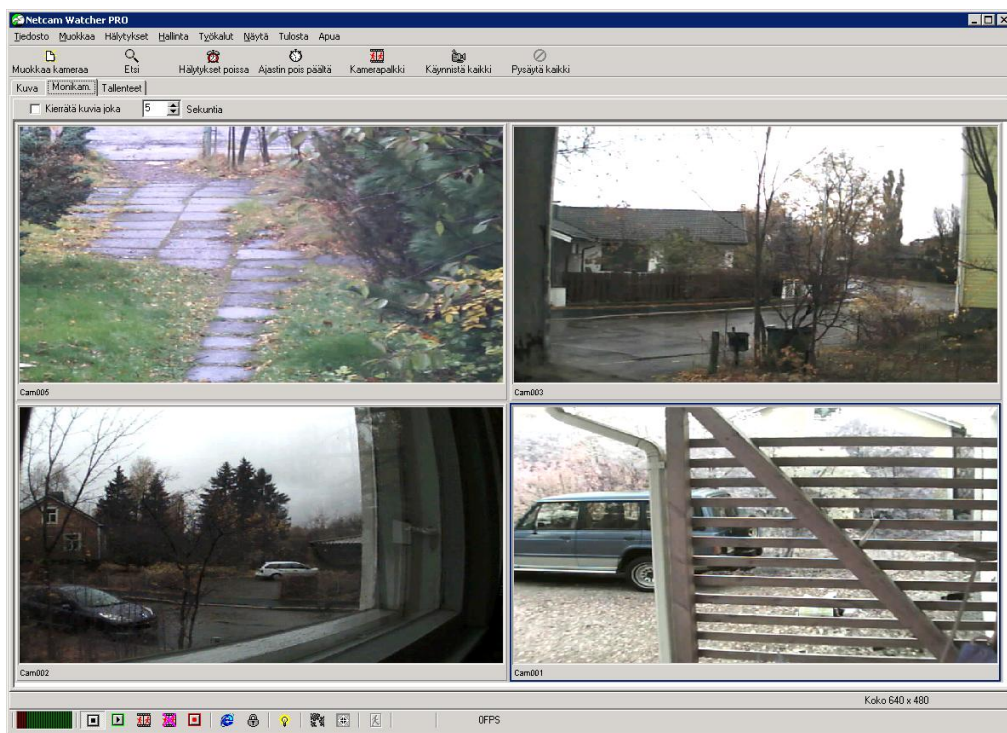 Netcam Watcher PRO
Tiedosto Muokkaa Hälytykset Hallinta Työkalut Näytä Tulosta Apua
Muokkaa kameraa Etsi Hälytykset poissa Ajastin pois päältä Kamerapalkki Käynnistä kaikki Pysäytä kaikki
Kuva Monikam. Tallenteet
Kierrätä kuvia joka 5 Sekuntia
Cam005 Cam003
Cam002 Cam001
Koko 640 x 480
0FPS